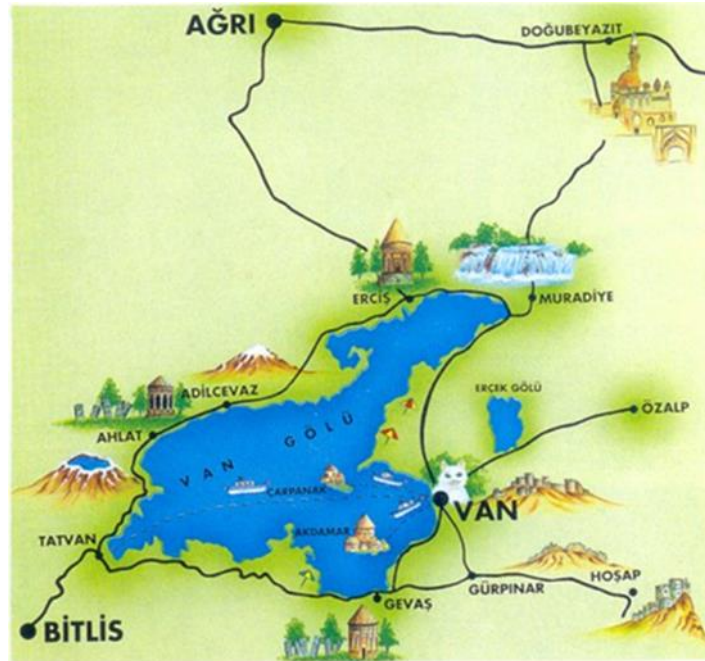 AĞRI
DOĞUBEYAZIT
ERCİŞ
MURADİYE
ADİLCEVAZ
ERÇEK GÖLÜ
AHLAT
ÖZALP
VAN GÖLÜ
ÇARPANAK
VAN
AKDAMAR
TATVAN
HOŞAP
GÜRPINAR
GEVAŞ
BİTLİS